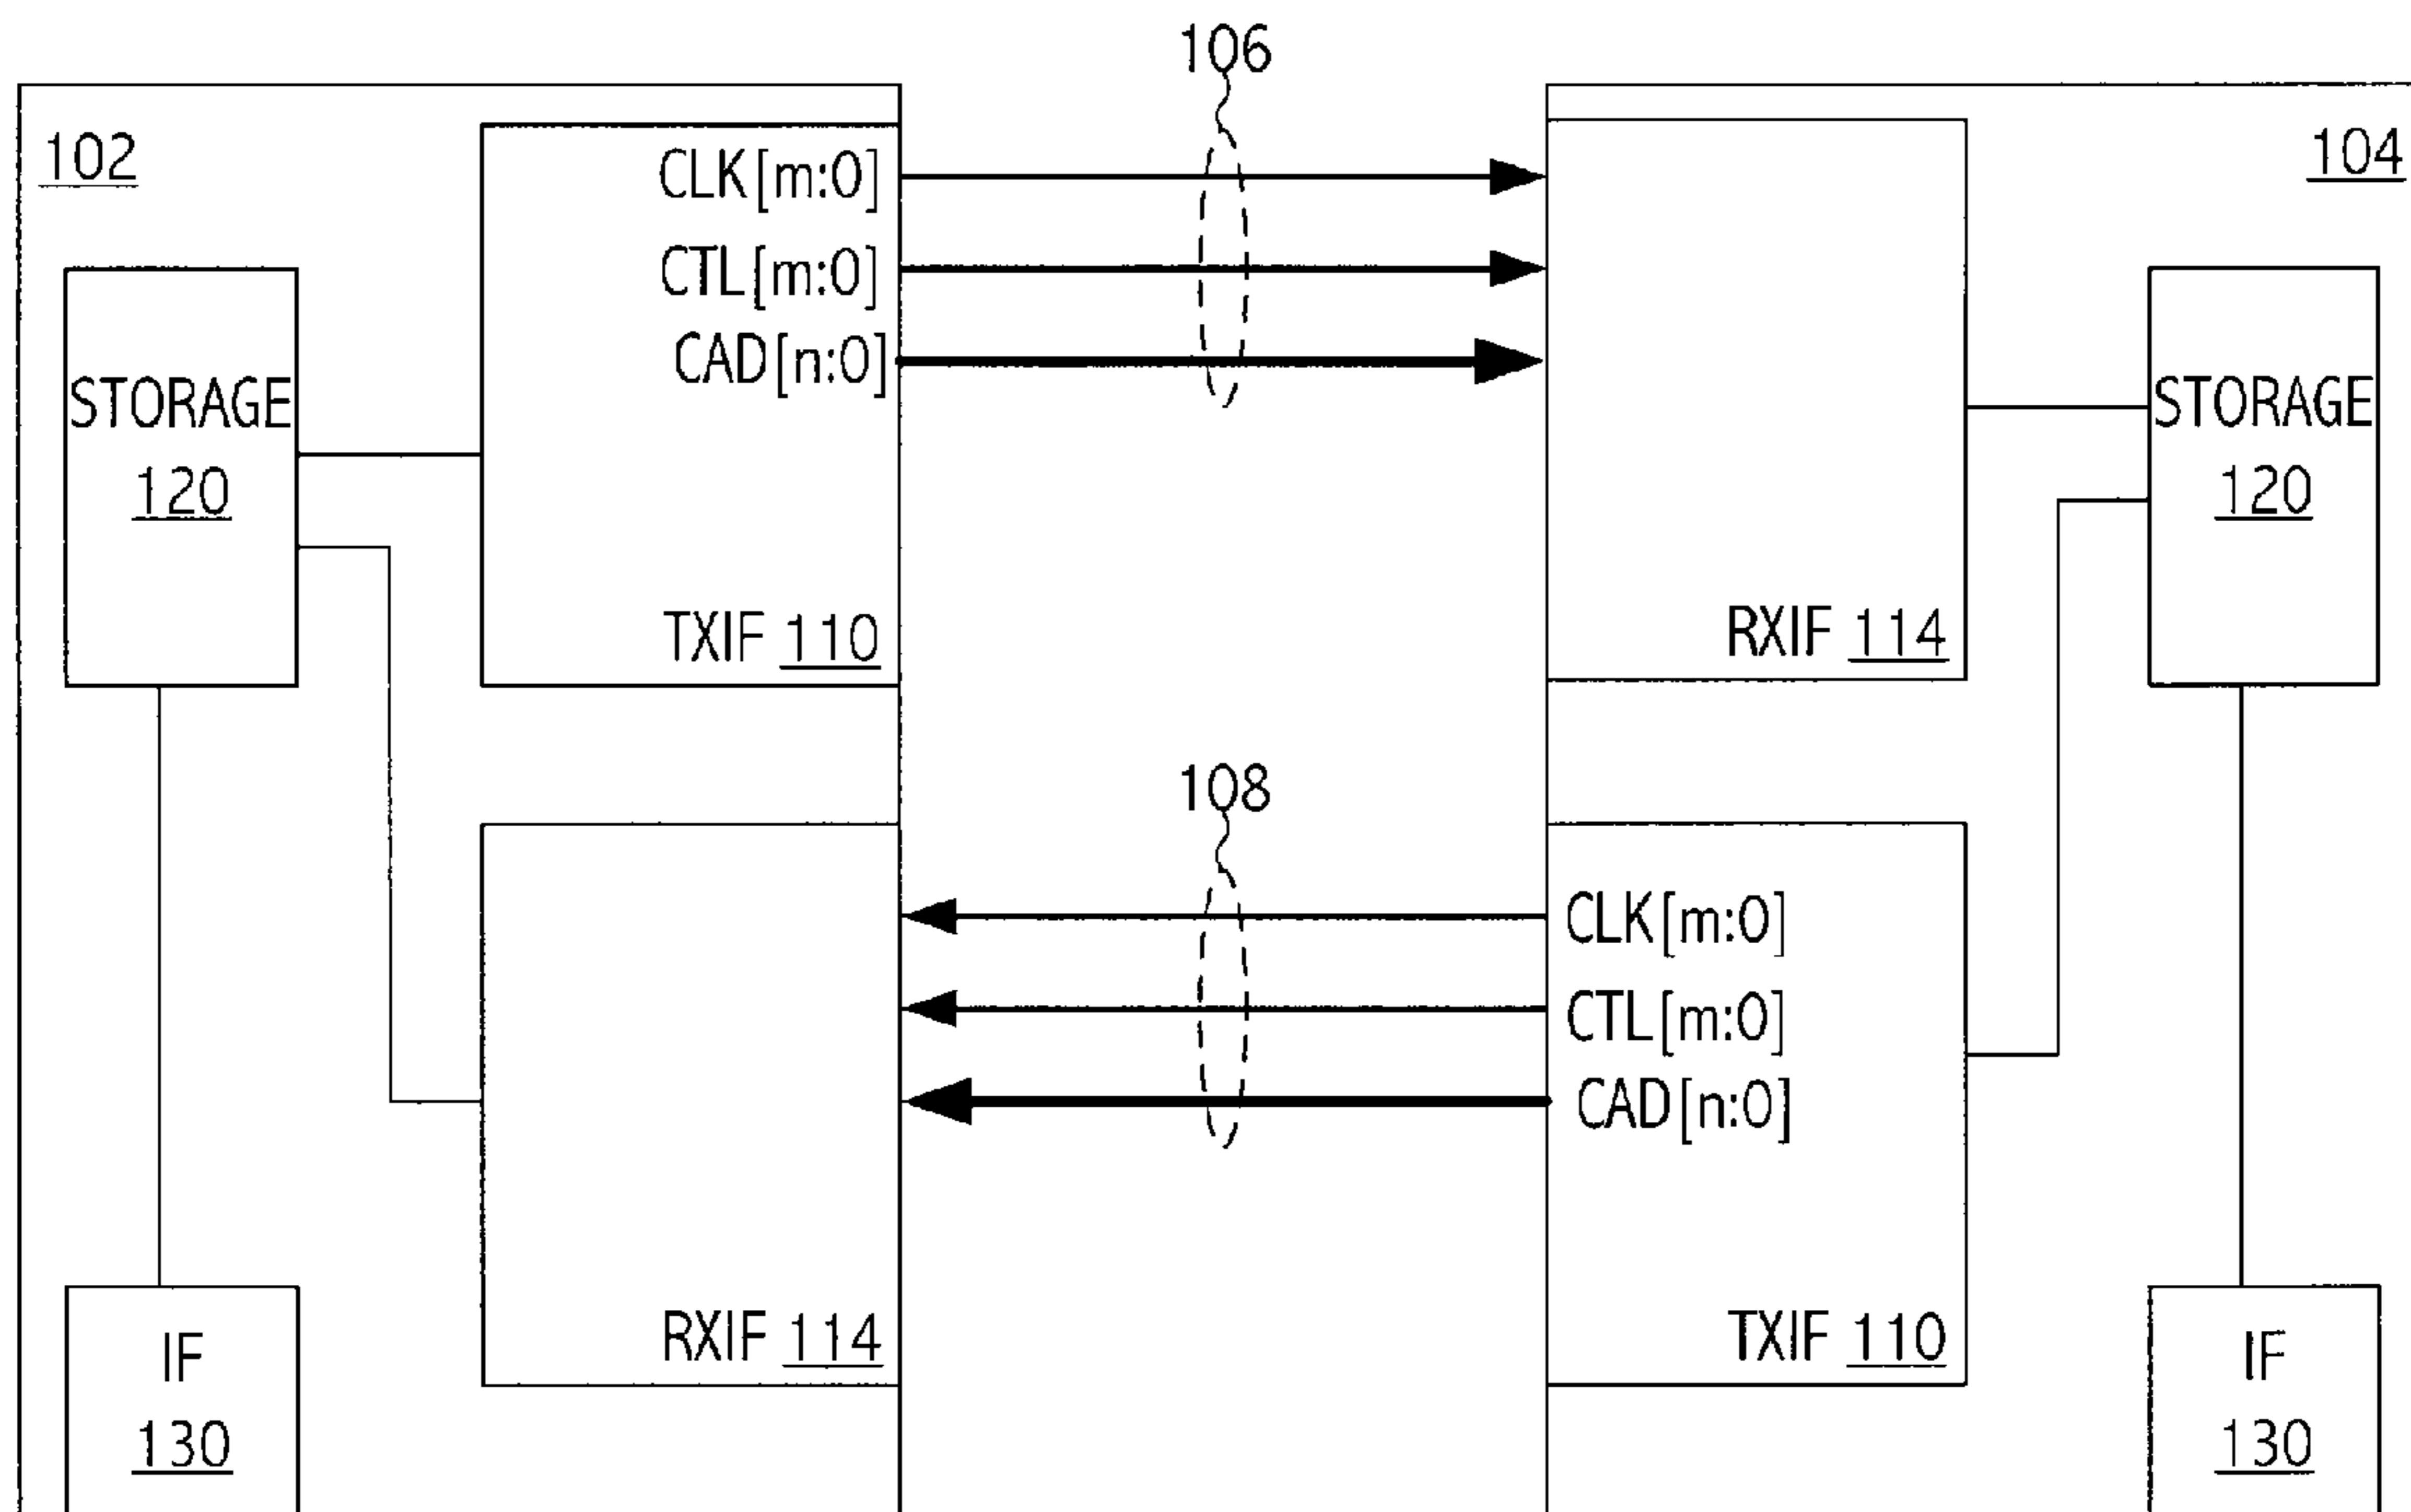 106
102
104
CLK[m:0]
CTL[m:0]
CAD[n:0]
STORAGE
120
STORAGE
120
TXIF 110
RXIF 114
108
CLK[m:0]
CTL[m:0]
CAD[n:0]
RXIF 114
TXIF 110
IF
130
IF
130